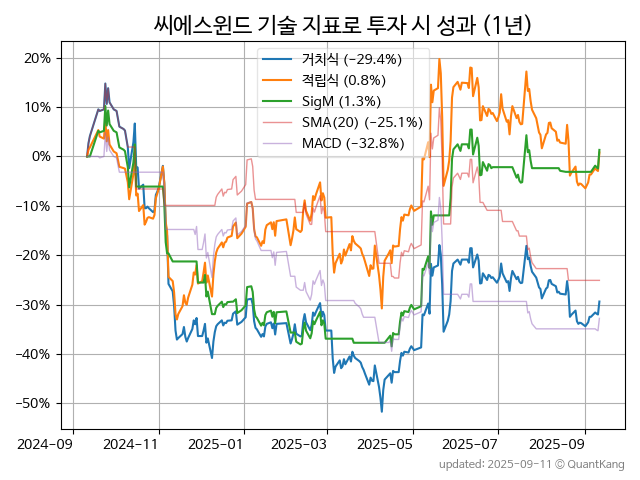 씨에스윈드 기술 지표로 투자 시 성과 (1년)
거치식 (−29.4%)
적립식 (0.8%)
SigM (1.3%)
SMA(20) (−25.1%)
MACD (−32.8%)
20%
10%
0%
−10%
−20%
−30%
−40%
−50%
2024-09 2024-11 2025-01 2025-03 2025-05 2025-07 2025-09
updated: 2025-09-11 © QuantKang